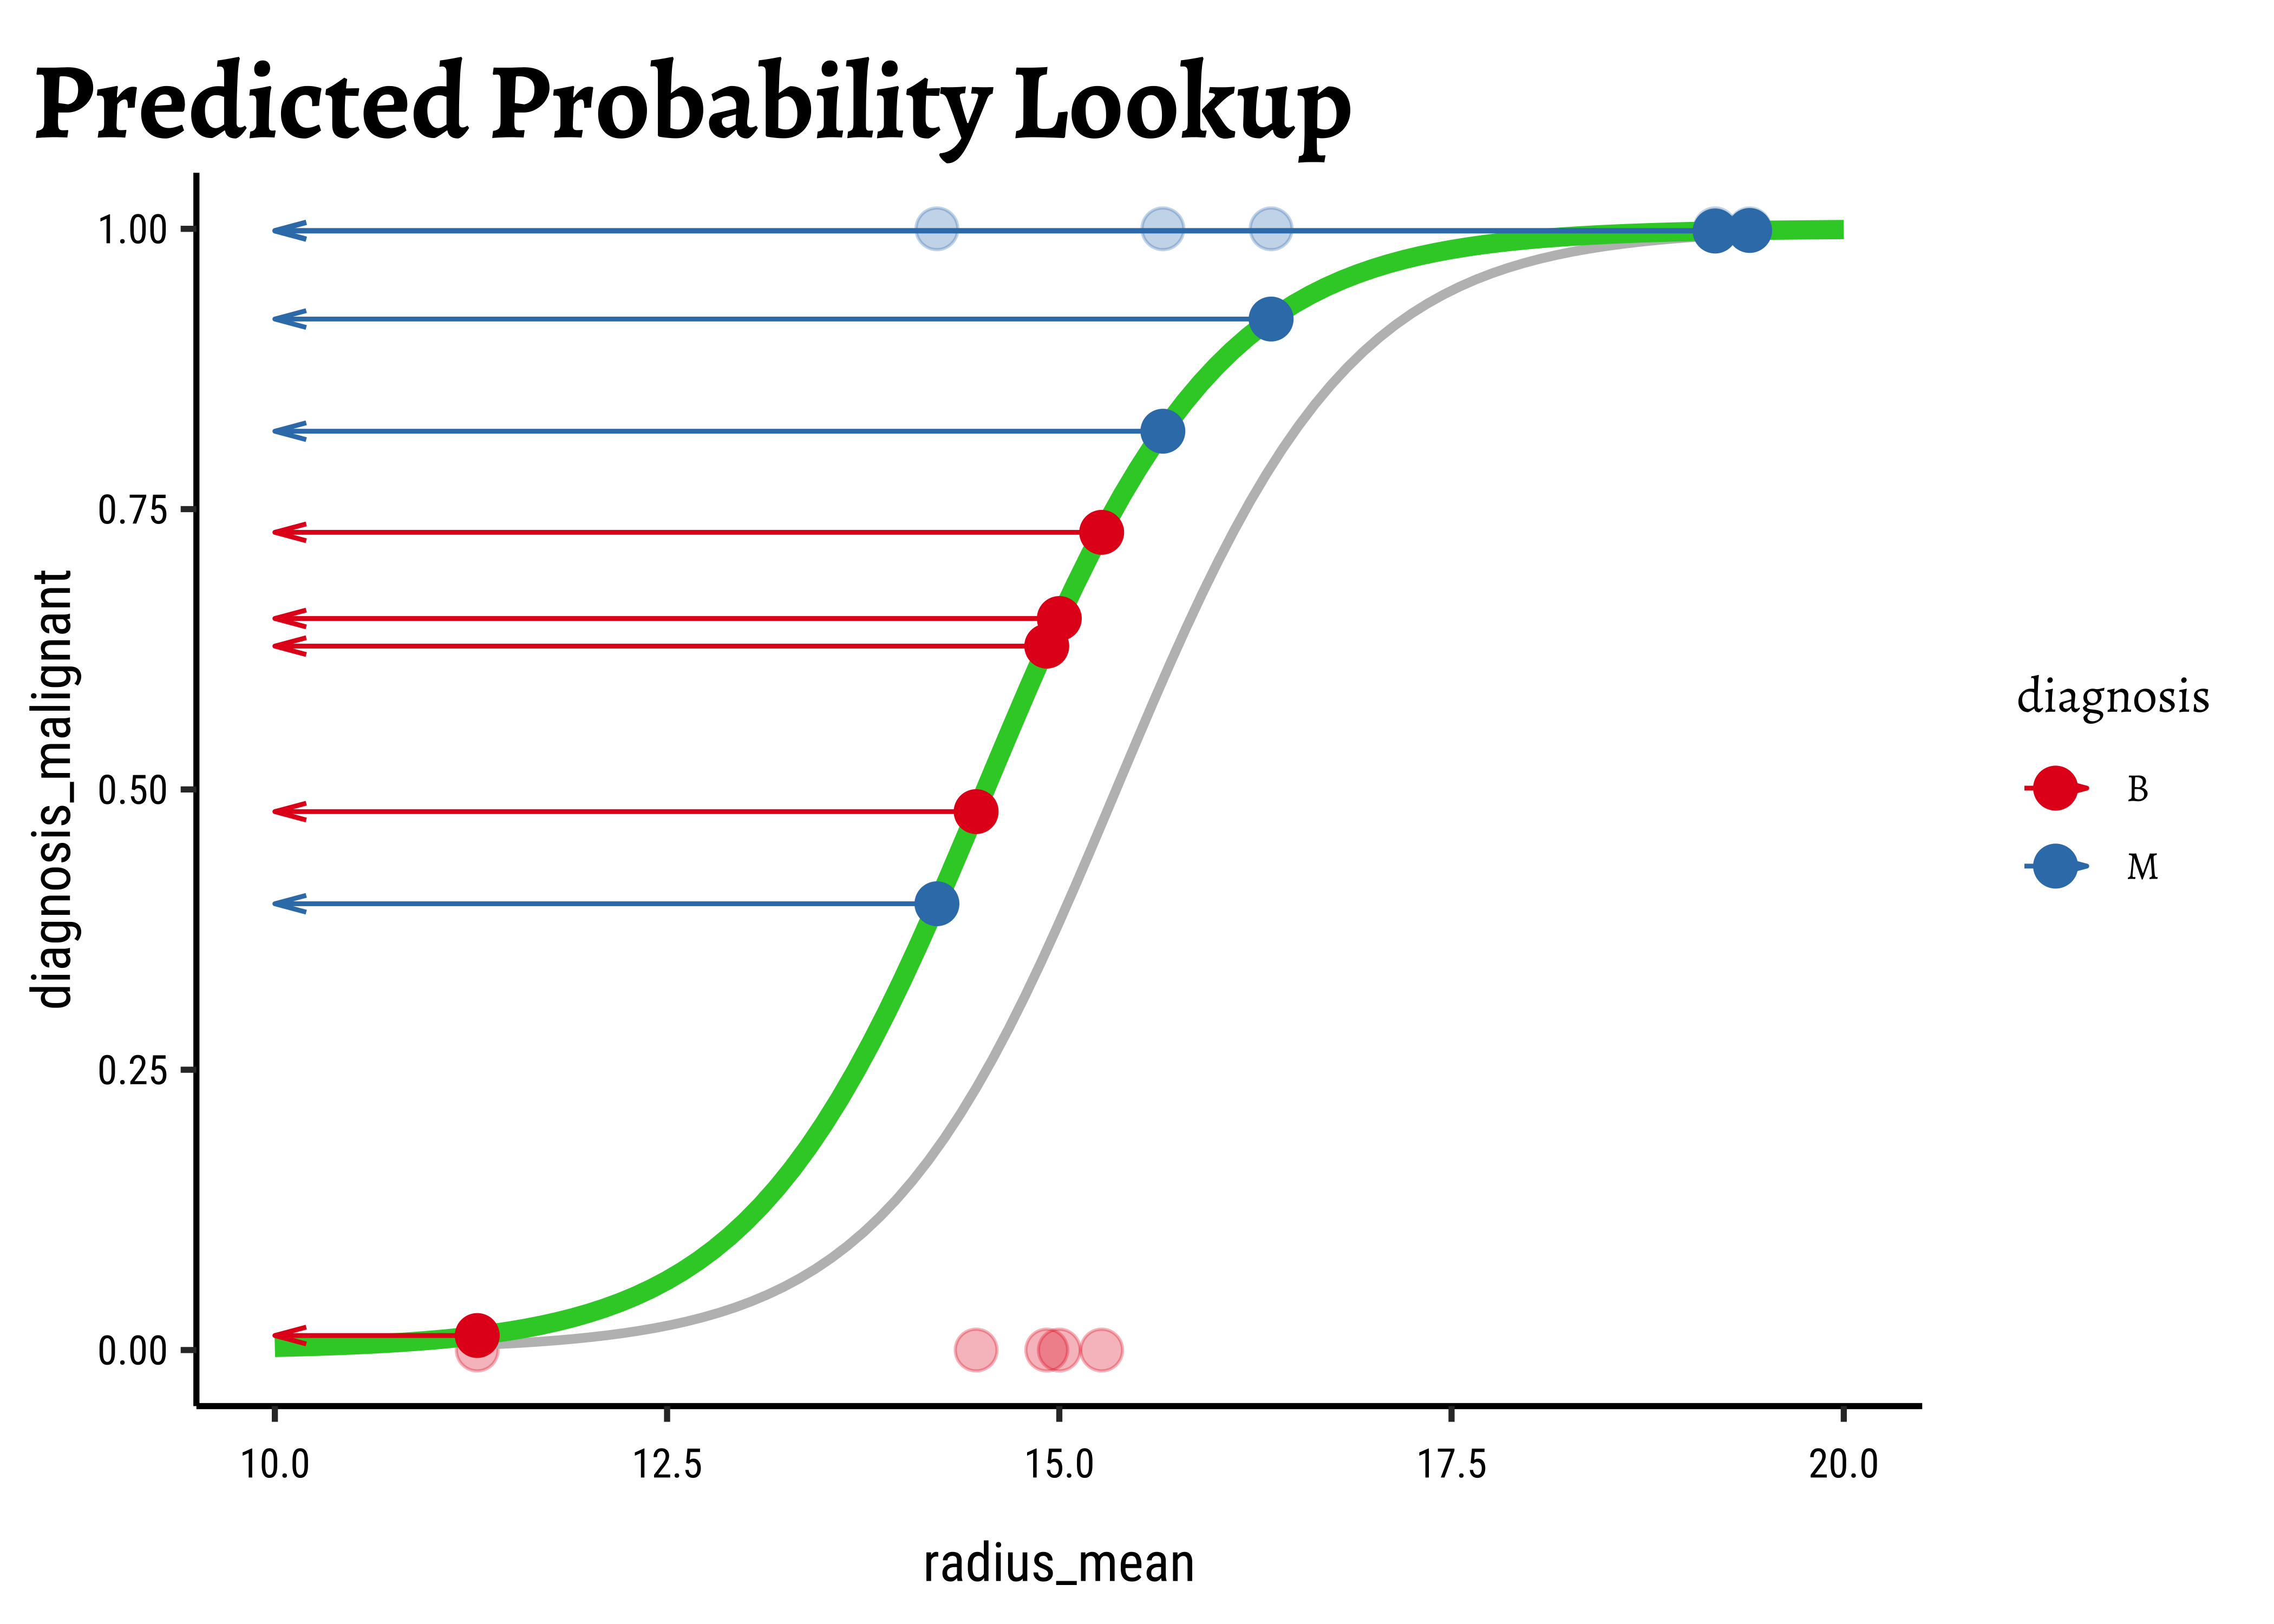 Predicted Probability Lookup
diagnosis_malignant
1.00
0.75
0.50
0.25
0.00
10.0 12.5 15.0 17.5 20.0
radius_mean
diagnosis
B
M